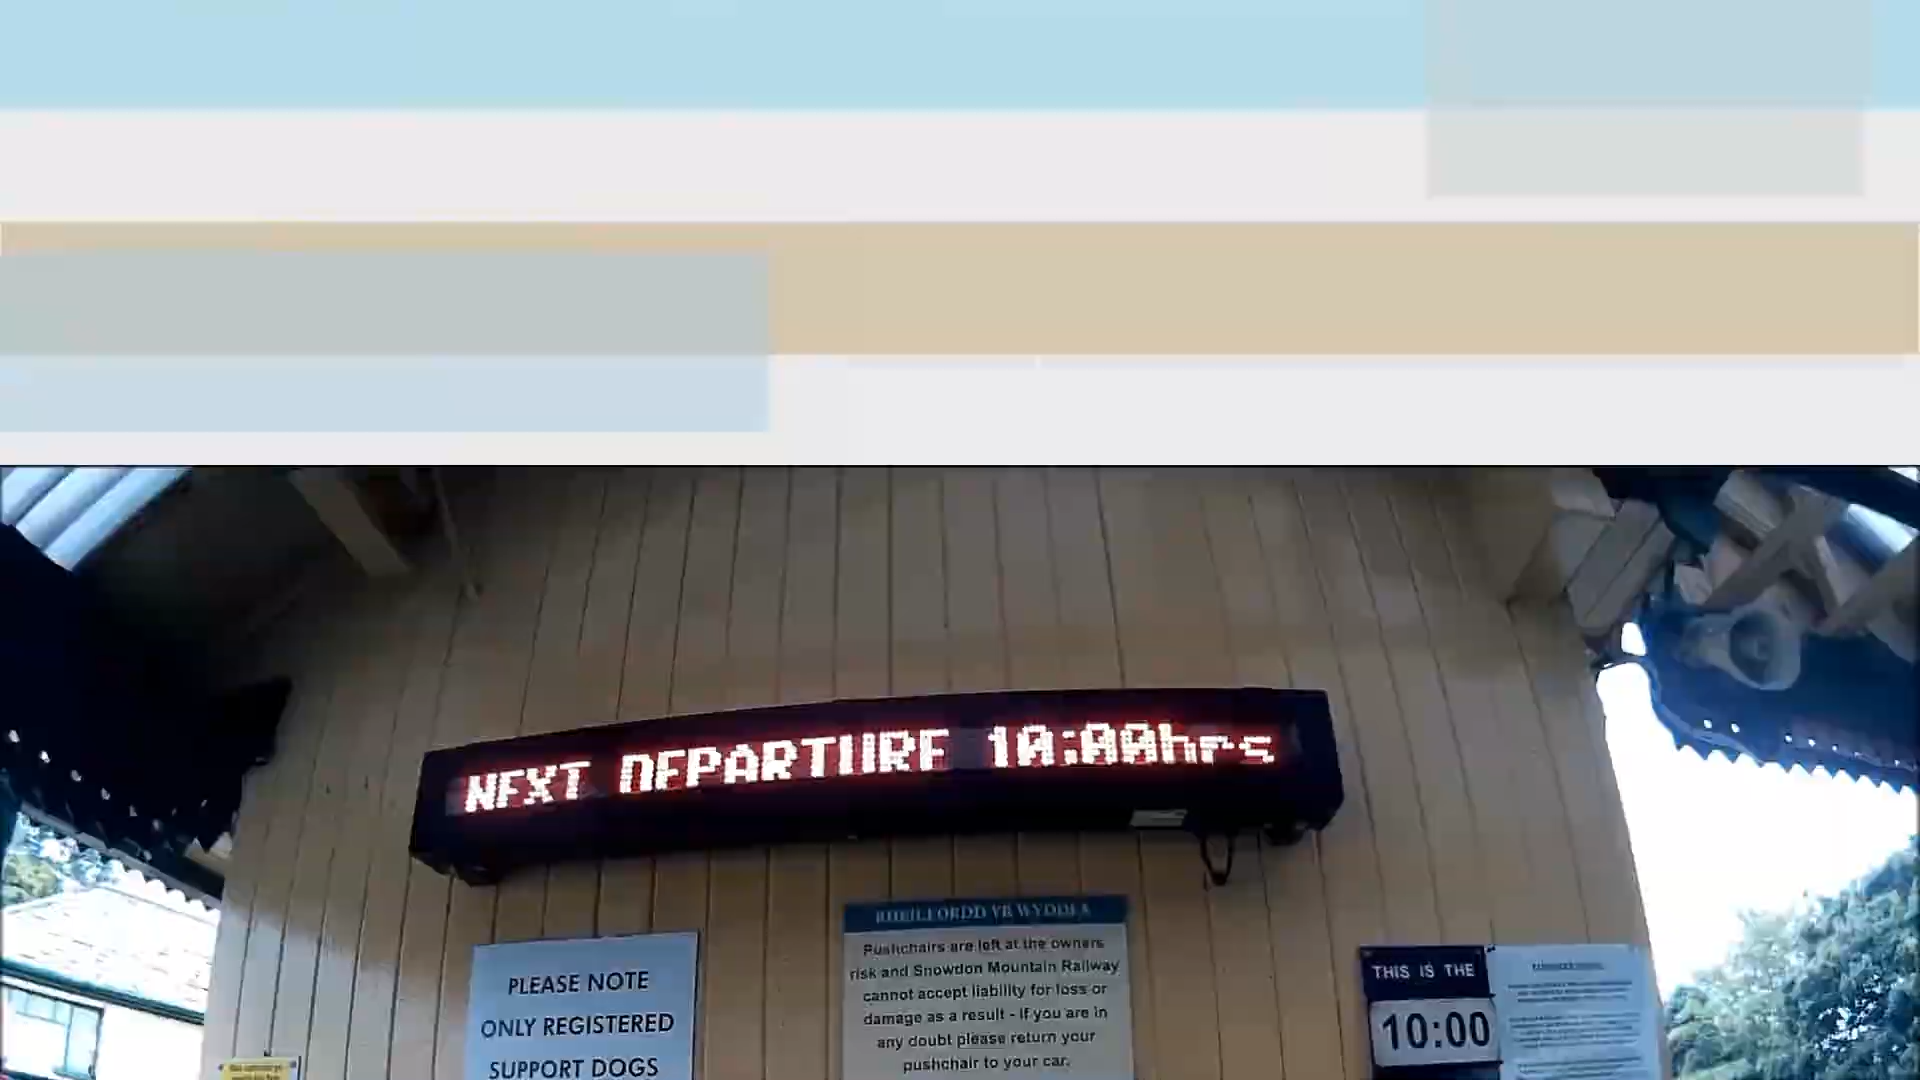 NEXT DEPARTURE 10:00hrs
RHEILFFORDD YR WYDDFA
Pushchairs are left at the owners
risk and Snowdon Mountain Railway
cannot accept liability for loss or
damage as a result - if you are in
any doubt please return your
pushchair to your car.
PLEASE NOTE
ONLY REGISTERED
SUPPORT DOGS
THIS IS THE
10:00